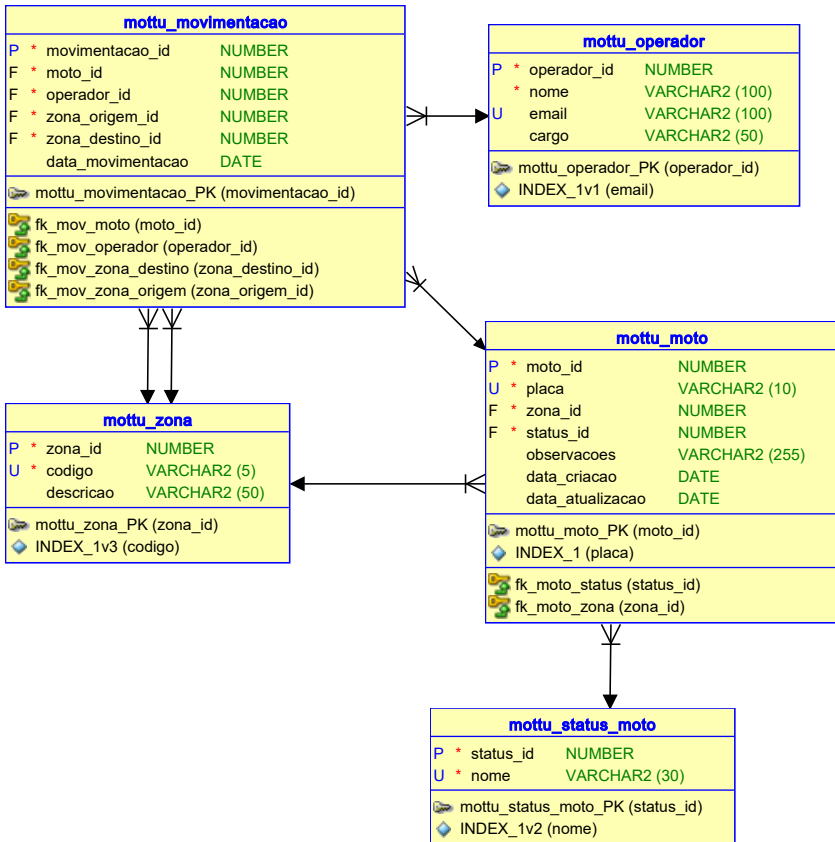 mottu_movimentacao
P * movimentacao_id NUMBER
F * moto_id NUMBER
F * operador_id NUMBER
F * zona_origem_id NUMBER
F * zona_destino_id NUMBER
data_movimentacao DATE
mottu_movimentacao_PK (movimentacao_id)
fk_mov_moto (moto_id)
fk_mov_operador (operador_id)
fk_mov_zona_destino (zona_destino_id)
fk_mov_zona_origem (zona_origem_id)
mottu_operador
P * operador_id NUMBER
* nome VARCHAR2 (100)
U email VARCHAR2 (100)
cargo VARCHAR2 (50)
mottu_operador_PK (operador_id)
INDEX_1v1 (email)
mottu_moto
P * moto_id NUMBER
U * placa VARCHAR2 (10)
F * zona_id NUMBER
F * status_id NUMBER
observacoes VARCHAR2 (255)
data_criacao DATE
data_atualizacao DATE
mottu_moto_PK (moto_id)
INDEX_1 (placa)
fk_moto_status (status_id)
fk_moto_zona (zona_id)
mottu_zona
P * zona_id NUMBER
U * codigo VARCHAR2 (5)
descricao VARCHAR2 (50)
mottu_zona_PK (zona_id)
INDEX_1v3 (codigo)
mottu_status_moto
P * status_id NUMBER
U * nome VARCHAR2 (30)
mottu_status_moto_PK (status_id)
INDEX_1v2 (nome)